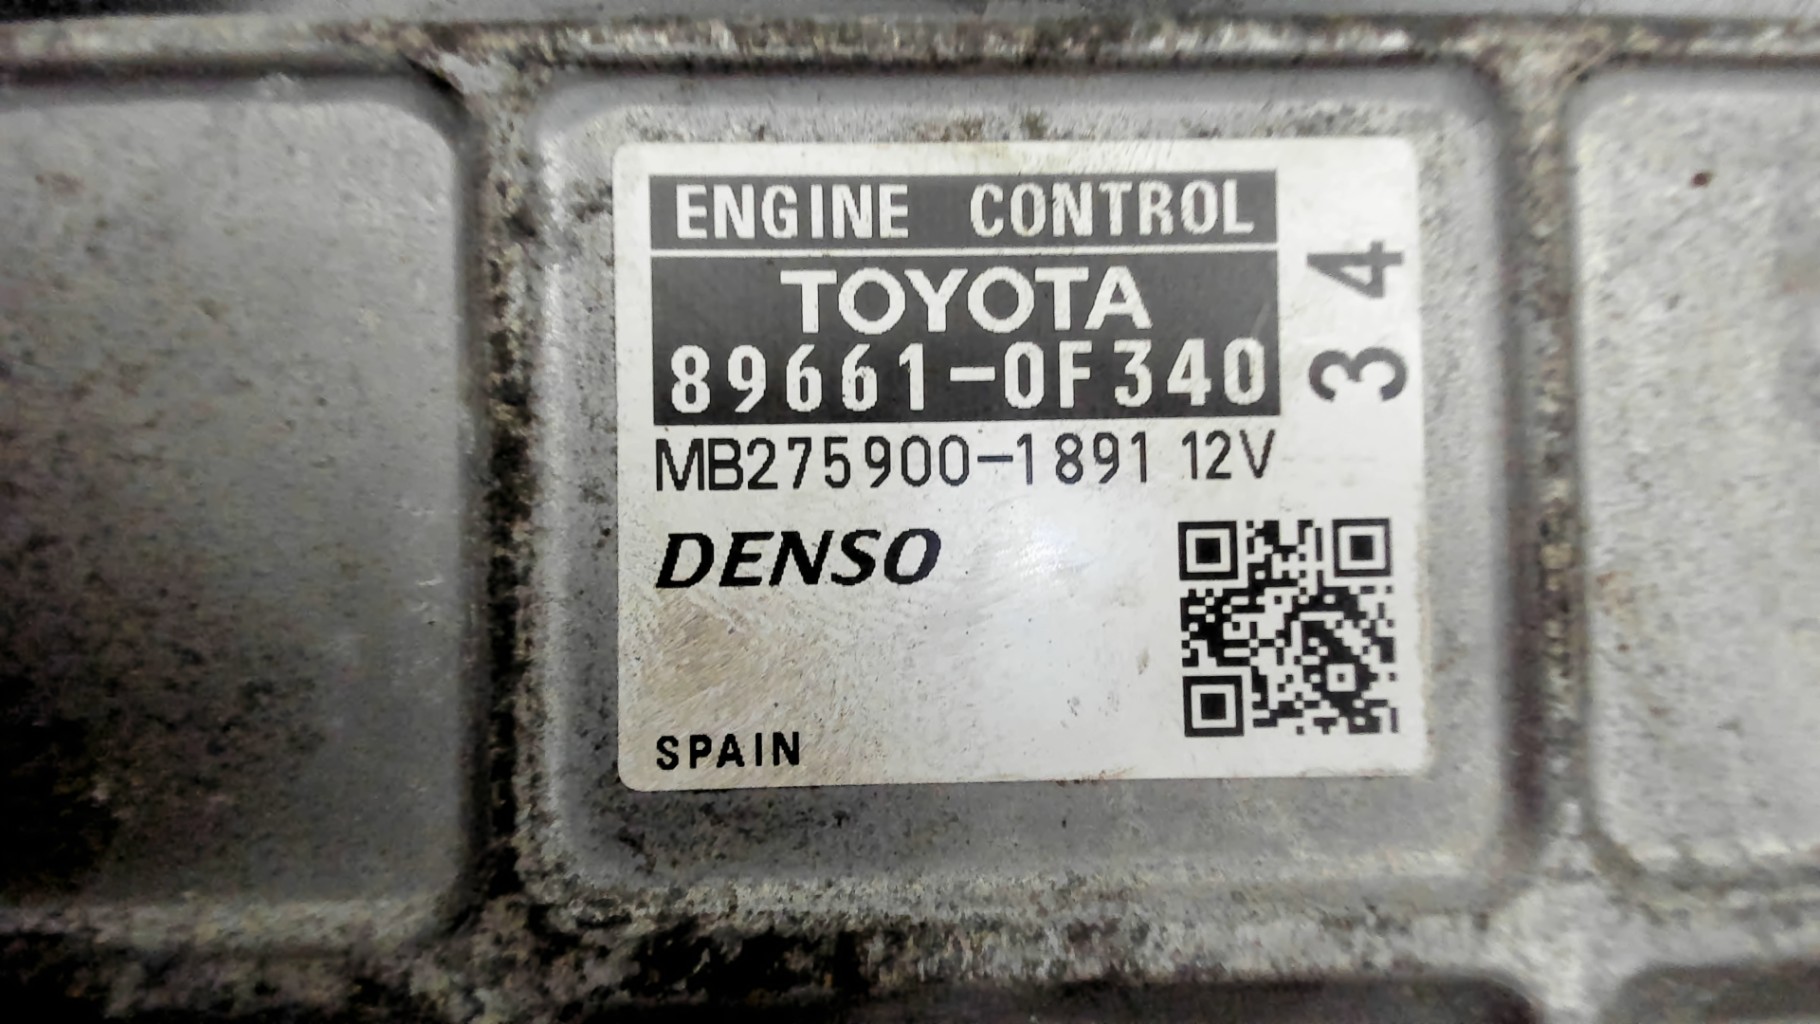 ENGINE CONTROL
TOYOTA
89661-0F340
34
MB275900-1891 12V
DENSO
SPAIN